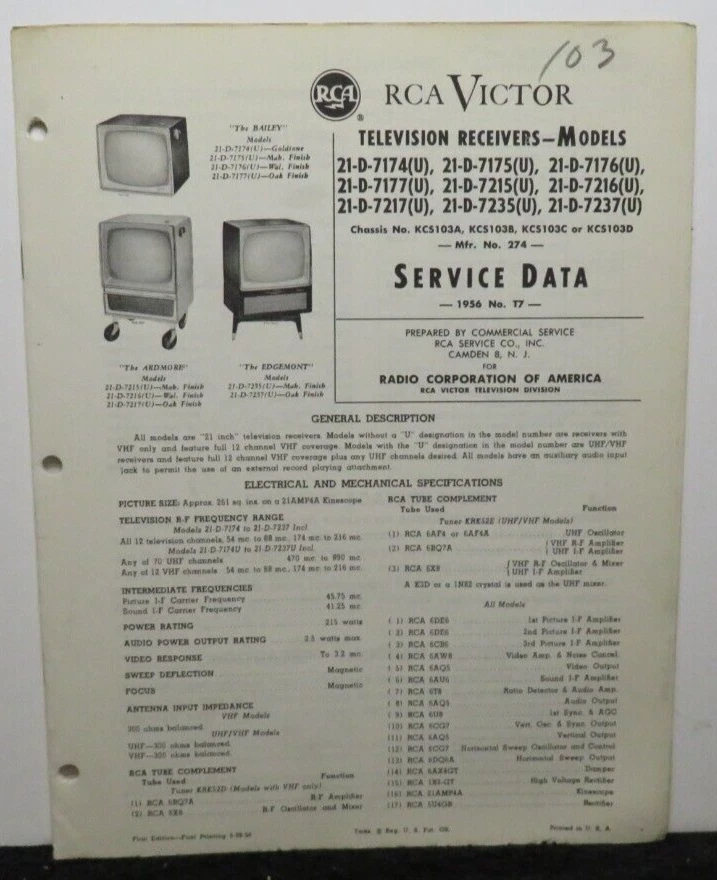 103
RCA
RCA VICTOR
TELEVISION RECEIVERS—MODELS
21-D-7174(U), 21-D-7175(U), 21-D-7176(U),
21-D-7177(U), 21-D-7215(U), 21-D-7216(U),
21-D-7217(U), 21-D-7235(U), 21-D-7237(U)
Chassis No. KCS103A, KCS103B, KCS103C or KCS103D
— Mfr. No. 274 —
SERVICE DATA
— 1956 No. T7 —
PREPARED BY COMMERCIAL SERVICE
RCA SERVICE CO., INC.
CAMDEN 8, N. J.
FOR
RADIO CORPORATION OF AMERICA
RCA VICTOR TELEVISION DIVISION
"The BAILEY"
Models
21-D-7174(U)—Goldtone
21-D-7175(U)—Mah. Finish
21-D-7176(U)—Wal. Finish
21-D-7177(U)—Oak Finish
"The ARDMORE"
Models
21-D-7215(U)—Mah. Finish
21-D-7216(U)—Wal. Finish
21-D-7217(U)—Oak Finish
"The EDGEMONT"
Models
21-D-7235(U)—Mah. Finish
21-D-7237(U)—Oak Finish
GENERAL DESCRIPTION
All models are "21 inch" television receivers. Models without a "U" designation in the model number are receivers with
VHF only and feature full 12 channel VHF coverage. Models with the "U" designation in the model number are UHF/VHF
receivers and feature full 12 channel VHF coverage plus any UHF channels desired. All models have an auxiliary audio input
jack to permit the use of an external record playing attachment.
ELECTRICAL AND MECHANICAL SPECIFICATIONS
PICTURE SIZE: Approx. 261 sq. ins. on a 21AMP4A Kinescope
TELEVISION R-F FREQUENCY RANGE
Models 21-D-7174 to 21-D-7237 Incl.
All 12 television channels, 54 mc. to 88 mc., 174 mc. to 216 mc.
Models 21-D-7174U to 21-D-7237U Incl.
Any of 70 UHF channels 470 mc. to 890 mc.
Any of 12 VHF channels 54 mc. to 88 mc., 174 mc. to 216 mc.
INTERMEDIATE FREQUENCIES
Picture I-F Carrier Frequency 45.75 mc.
Sound I-F Carrier Frequency 41.25 mc.
POWER RATING 215 watts
AUDIO POWER OUTPUT RATING 3.5 watts max.
VIDEO RESPONSE To 3.2 mc.
SWEEP DEFLECTION Magnetic
FOCUS Magnetic
ANTENNA INPUT IMPEDANCE
VHF Models
300 ohms balanced.
UHF/VHF Models
UHF—300 ohms balanced.
VHF—300 ohms balanced.
RCA TUBE COMPLEMENT
Tube Used Function
Tuner KRK52D (Models with VHF only)
(1) RCA 6BQ7A R-F Amplifier
(2) RCA 6X8 R-F Oscillator and Mixer
RCA TUBE COMPLEMENT
Tube Used Function
Tuner KRK52E (UHF/VHF Models)
(1) RCA 6AF4 or 6AF4A UHF Oscillator
(2) RCA 6BQ7A { VHF R-F Amplifier
{ UHF I-F Amplifier
(3) RCA 6X8 { VHF R-F Oscillator & Mixer
{ UHF I-F Amplifier
A K3D or a 1N82 crystal is used as the UHF mixer.
All Models
( 1) RCA 6DE6 1st Picture I-F Amplifier
( 2) RCA 6DE6 2nd Picture I-F Amplifier
( 3) RCA 6CB6 3rd Picture I-F Amplifier
( 4) RCA 6AW8 Video Amp. & Noise Cancel.
( 5) RCA 6AQ5 Video Output
( 6) RCA 6AU6 Sound I-F Amplifier
( 7) RCA 6T8 Ratio Detector & Audio Amp.
( 8) RCA 6AQ5 Audio Output
( 9) RCA 6U8 1st Sync. & AGC
(10) RCA 6CG7 Vert. Osc. & Sync. Output
(11) RCA 6AQ5 Vertical Output
(12) RCA 6CG7 Horizontal Sweep Oscillator and Control
(13) RCA 6DQ6A Horizontal Sweep Output
(14) RCA 6AX4GT Damper
(15) RCA 1B3-GT High Voltage Rectifier
(16) RCA 21AMP4A Kinescope
(17) RCA 5U4GB Rectifier
First Edition—First Printing
Tmks. ® Reg. U. S. Pat. Off.
Printed in U. S. A.